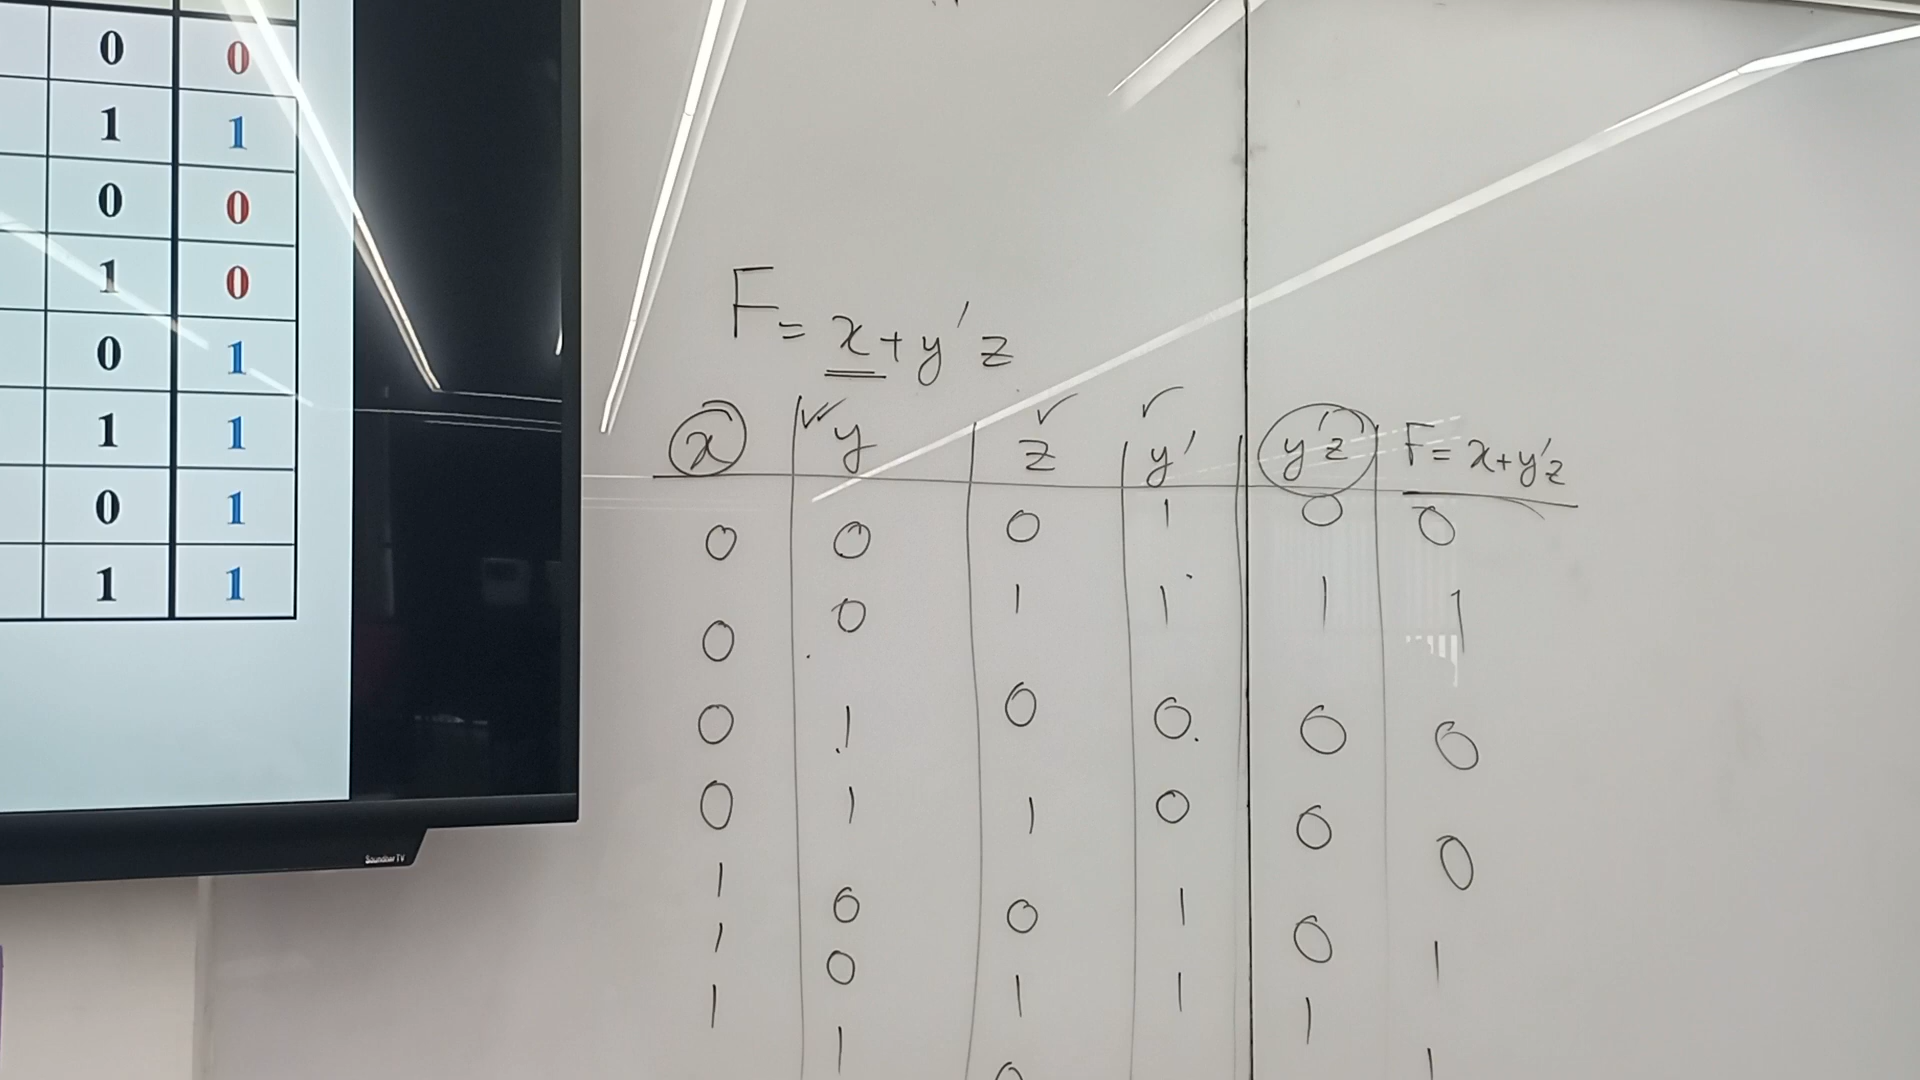 0 0
1 1
0 0
1 0
0 1
1 1
0 1
1 1
Soundbar TV
F = x + y' z
x y z y' y'z F = x+y'z
0 0 0 1 0 0
0 0 1 1 1 1
0 1 0 0 0 0
0 1 1 0 0 0
1 0 0 1 0 1
1 0 1 1 1 1
1 1 0